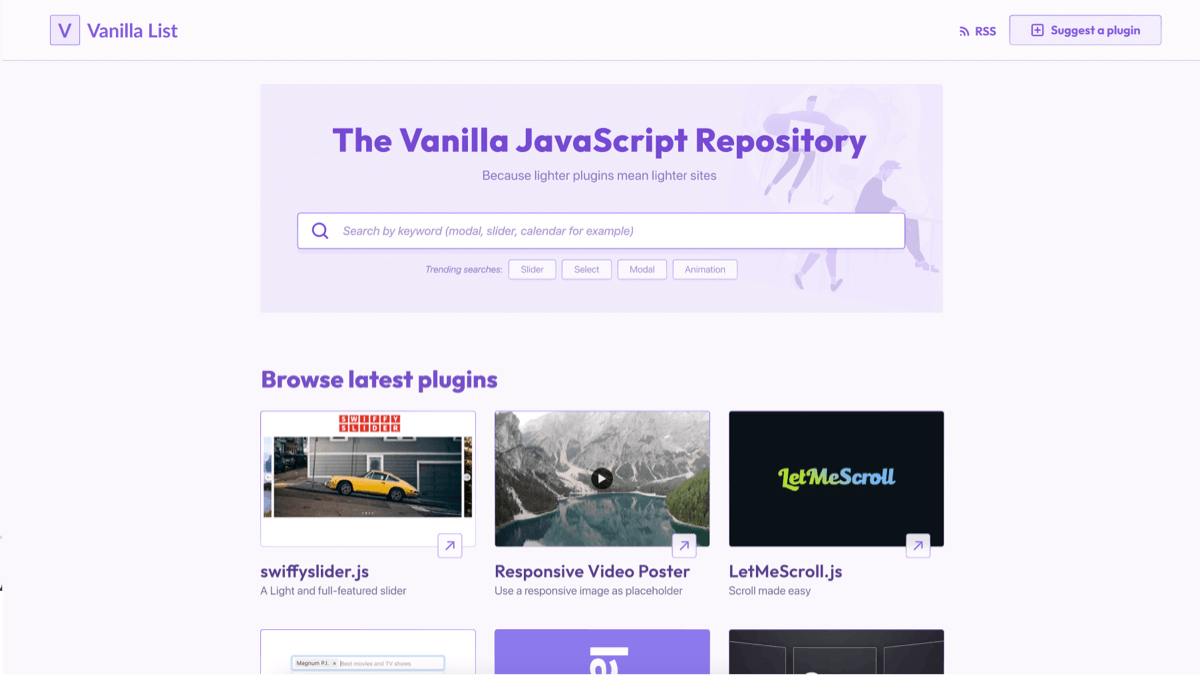 V Vanilla List
RSS
Suggest a plugin
The Vanilla JavaScript Repository
Because lighter plugins mean lighter sites
Search by keyword (modal, slider, calendar for example)
Trending searches: Slider Select Modal Animation
Browse latest plugins
SWIFFY
SLIDER
LetMeScroll
swiffyslider.js
A Light and full-featured slider
Responsive Video Poster
Use a responsive image as placeholder
LetMeScroll.js
Scroll made easy
Magnum P.I. × Best movies and TV shows